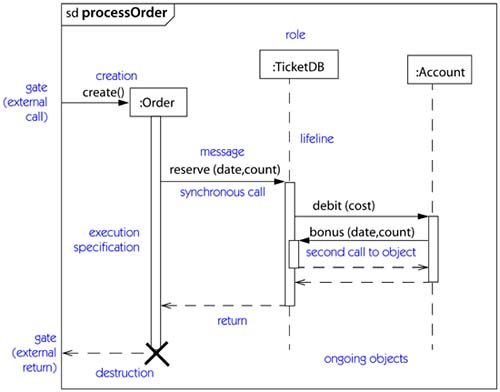 sd processOrder
role
:TicketDB
:Account
gate
(external
call)
creation
create()
:Order
lifeline
message
reserve (date,count)
synchronous call
debit (cost)
execution
specification
bonus (date,count)
second call to object
return
gate
(external
return)
destruction
ongoing objects